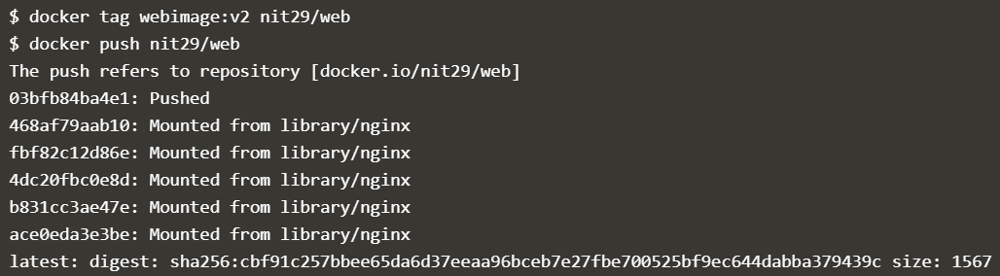 $ docker tag webimage:v2 nit29/web
$ docker push nit29/web
The push refers to repository [docker.io/nit29/web]
03bfb84ba4e1: Pushed
468af79aab10: Mounted from library/nginx
fbf82c12d86e: Mounted from library/nginx
4dc20fbc0e8d: Mounted from library/nginx
b831cc3ae47e: Mounted from library/nginx
ace0eda3e3be: Mounted from library/nginx
latest: digest: sha256:cbf91c257bbee65da6d37eeaa96bceb7e27fbe700525bf9ec644dabba379439c size: 1567